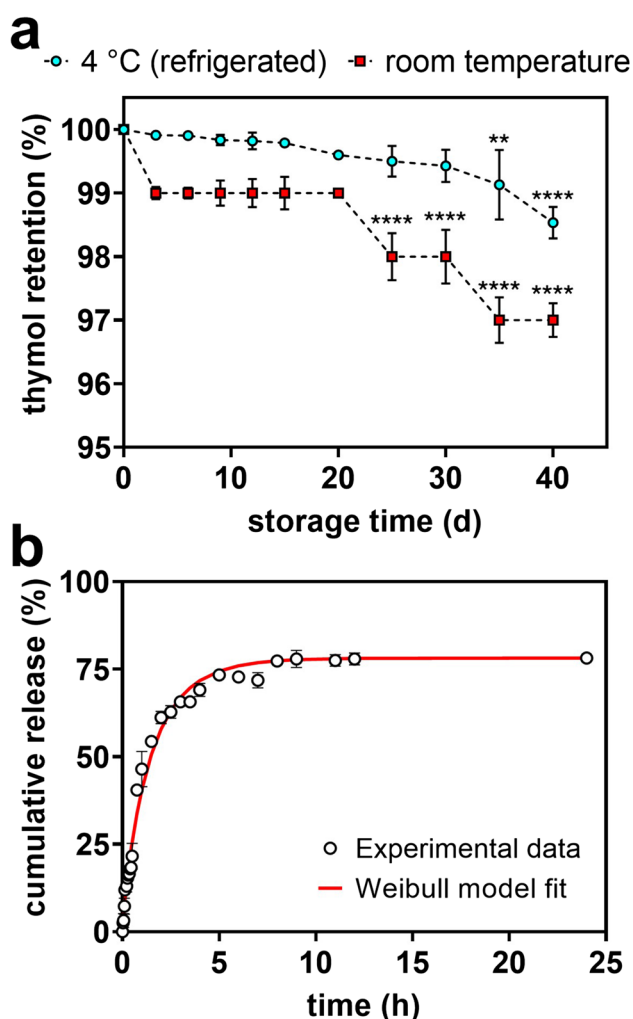 a
4 °C (refrigerated) room temperature
thymol retention (%)
100
99
98
97
96
95
**
****
**** ****
**** ****
0 10 20 30 40
storage time (d)
b
cumulative release (%)
100
75
50
25
0
Experimental data
Weibull model fit
0 5 10 15 20 25
time (h)